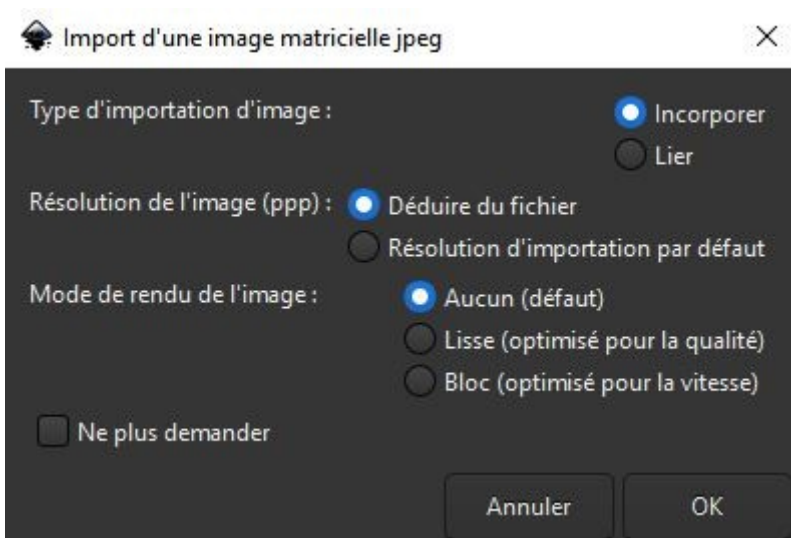 Import d'une image matricielle jpeg
Type d'importation d'image :
Incorporer
Lier
Résolution de l'image (ppp) :
Déduire du fichier
Résolution d'importation par défaut
Mode de rendu de l'image :
Aucun (défaut)
Lisse (optimisé pour la qualité)
Bloc (optimisé pour la vitesse)
Ne plus demander
Annuler
OK